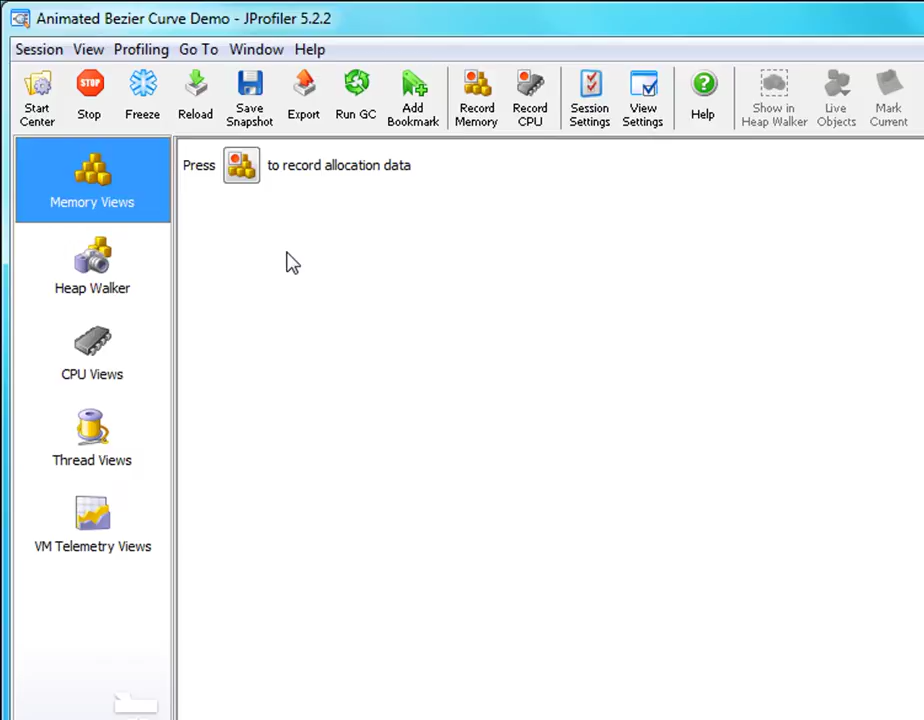 Animated Bezier Curve Demo - JProfiler 5.2.2
Session View Profiling Go To Window Help
Start Center
STOP
Stop
Freeze
Reload
Save Snapshot
Export
Run GC
Add Bookmark
Record Memory
Record CPU
Session Settings
View Settings
Help
Show in Heap Walker
Live Objects
Mark Current
Memory Views
Heap Walker
CPU Views
Thread Views
VM Telemetry Views
Press to record allocation data